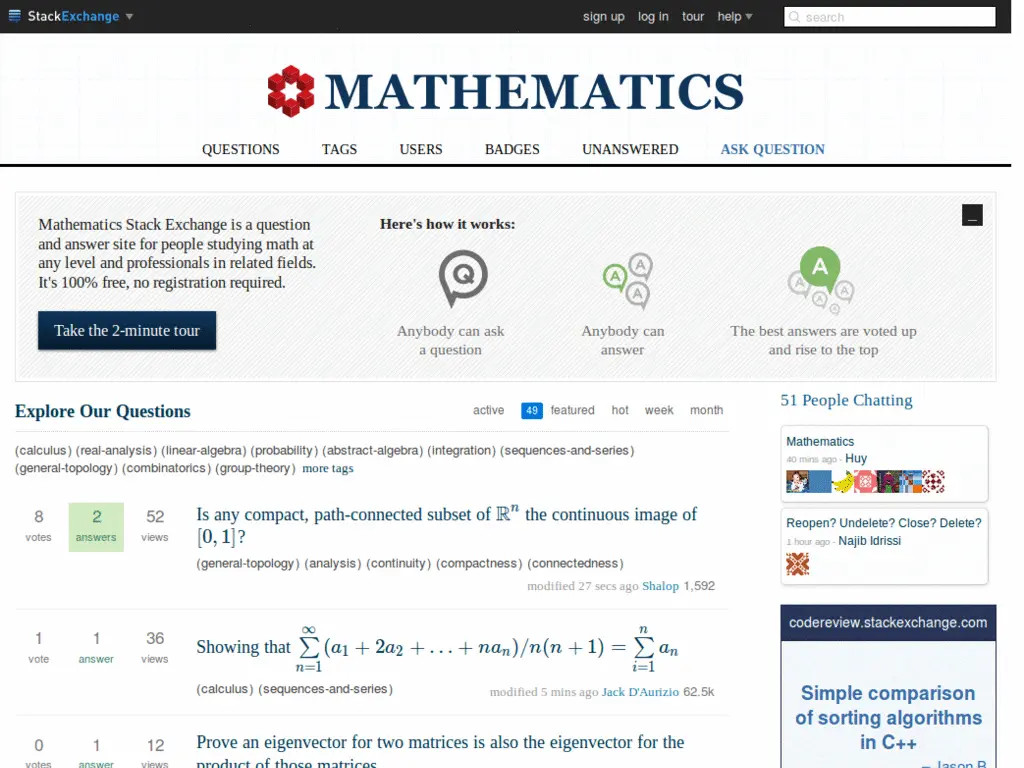 StackExchange sign up log in tour help search
MATHEMATICS
QUESTIONS TAGS USERS BADGES UNANSWERED ASK QUESTION
Mathematics Stack Exchange is a question
and answer site for people studying math at
any level and professionals in related fields.
It's 100% free, no registration required.
Take the 2-minute tour
Here's how it works:
Q
A A A
A A A A A
Anybody can ask
a question
Anybody can
answer
The best answers are voted up
and rise to the top
Explore Our Questions active 49 featured hot week month
(calculus) (real-analysis) (linear-algebra) (probability) (abstract-algebra) (integration) (sequences-and-series)
(general-topology) (combinatorics) (group-theory) more tags
8 votes 2 answers 52 views
Is any compact, path-connected subset of ℝⁿ the continuous image of
[0, 1]?
(general-topology) (analysis) (continuity) (compactness) (connectedness)
modified 27 secs ago Shalop 1,592
1 vote 1 answer 36 views
Showing that ∑_{n=1}^{∞} (a₁ + 2a₂ + … + naₙ)/n(n + 1) = ∑_{i=1}^{n} aₙ
(calculus) (sequences-and-series) modified 5 mins ago Jack D'Aurizio 62.5k
0 votes 1 answer 12 views
Prove an eigenvector for two matrices is also the eigenvector for the
product of those matrices
51 People Chatting
Mathematics
40 mins ago - Huy
Reopen? Undelete? Close? Delete?
1 hour ago - Najib Idrissi
codereview.stackexchange.com
Simple comparison
of sorting algorithms
in C++
– Jason B